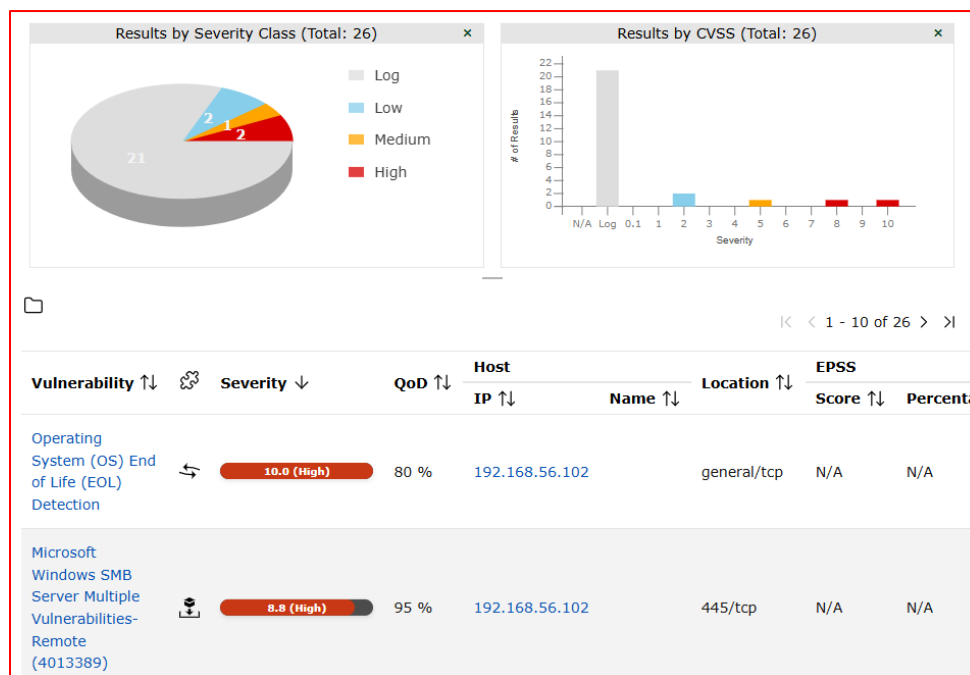 Results by Severity Class (Total: 26) ×
21
2
1
2
Log
Low
Medium
High
Results by CVSS (Total: 26) ×
# of Results
22
20
18
16
14
12
10
8
6
4
2
0
N/A Log 0.1 1 2 3 4 5 6 7 8 9 10
Severity
1 - 10 of 26
Vulnerability
Severity
QoD
Host
IP
Name
Location
EPSS
Score
Percenta
Operating
System (OS) End
of Life (EOL)
Detection
10.0 (High)
80 %
192.168.56.102
general/tcp
N/A
N/A
Microsoft
Windows SMB
Server Multiple
Vulnerabilities-
Remote
(4013389)
8.8 (High)
95 %
192.168.56.102
445/tcp
N/A
N/A